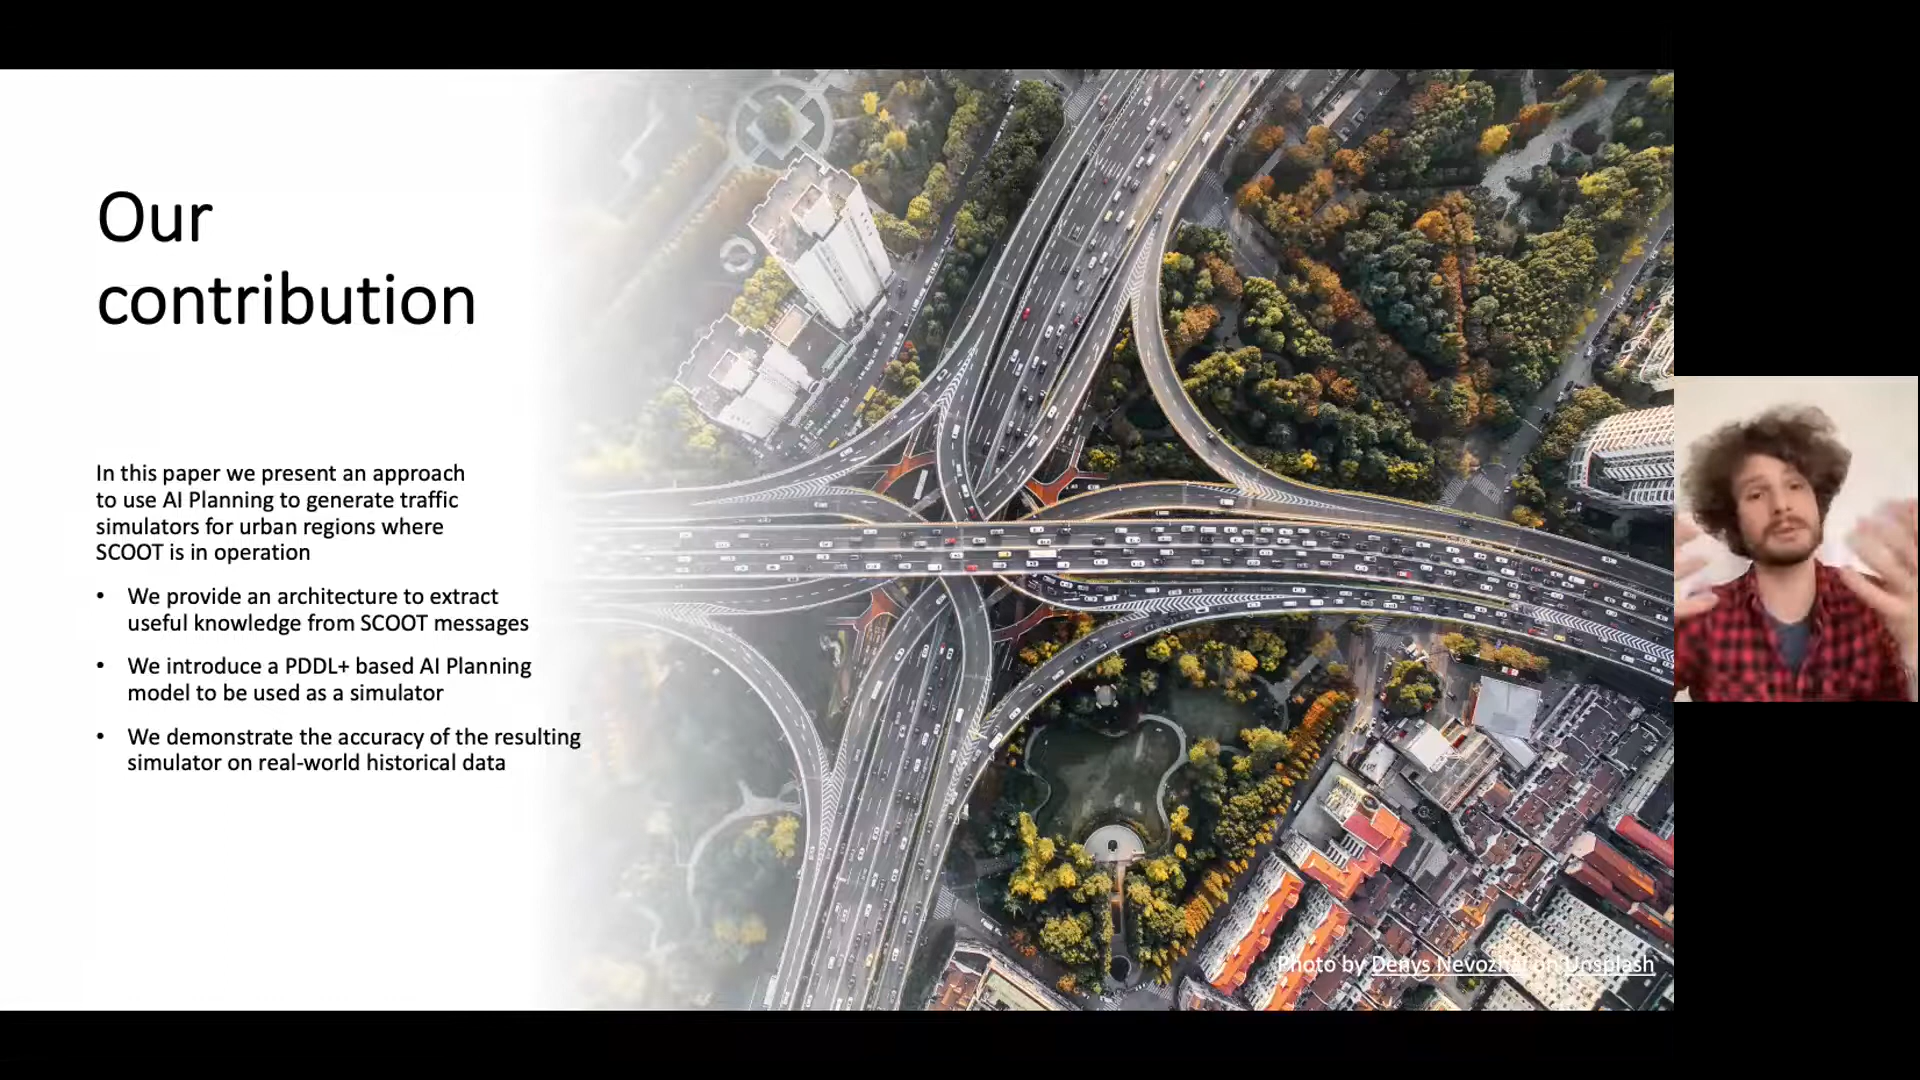 Our
contribution
In this paper we present an approach
to use AI Planning to generate traffic
simulators for urban regions where
SCOOT is in operation
• We provide an architecture to extract
useful knowledge from SCOOT messages
• We introduce a PDDL+ based AI Planning
model to be used as a simulator
• We demonstrate the accuracy of the resulting
simulator on real-world historical data
Photo by Denys Nevozhai on Unsplash